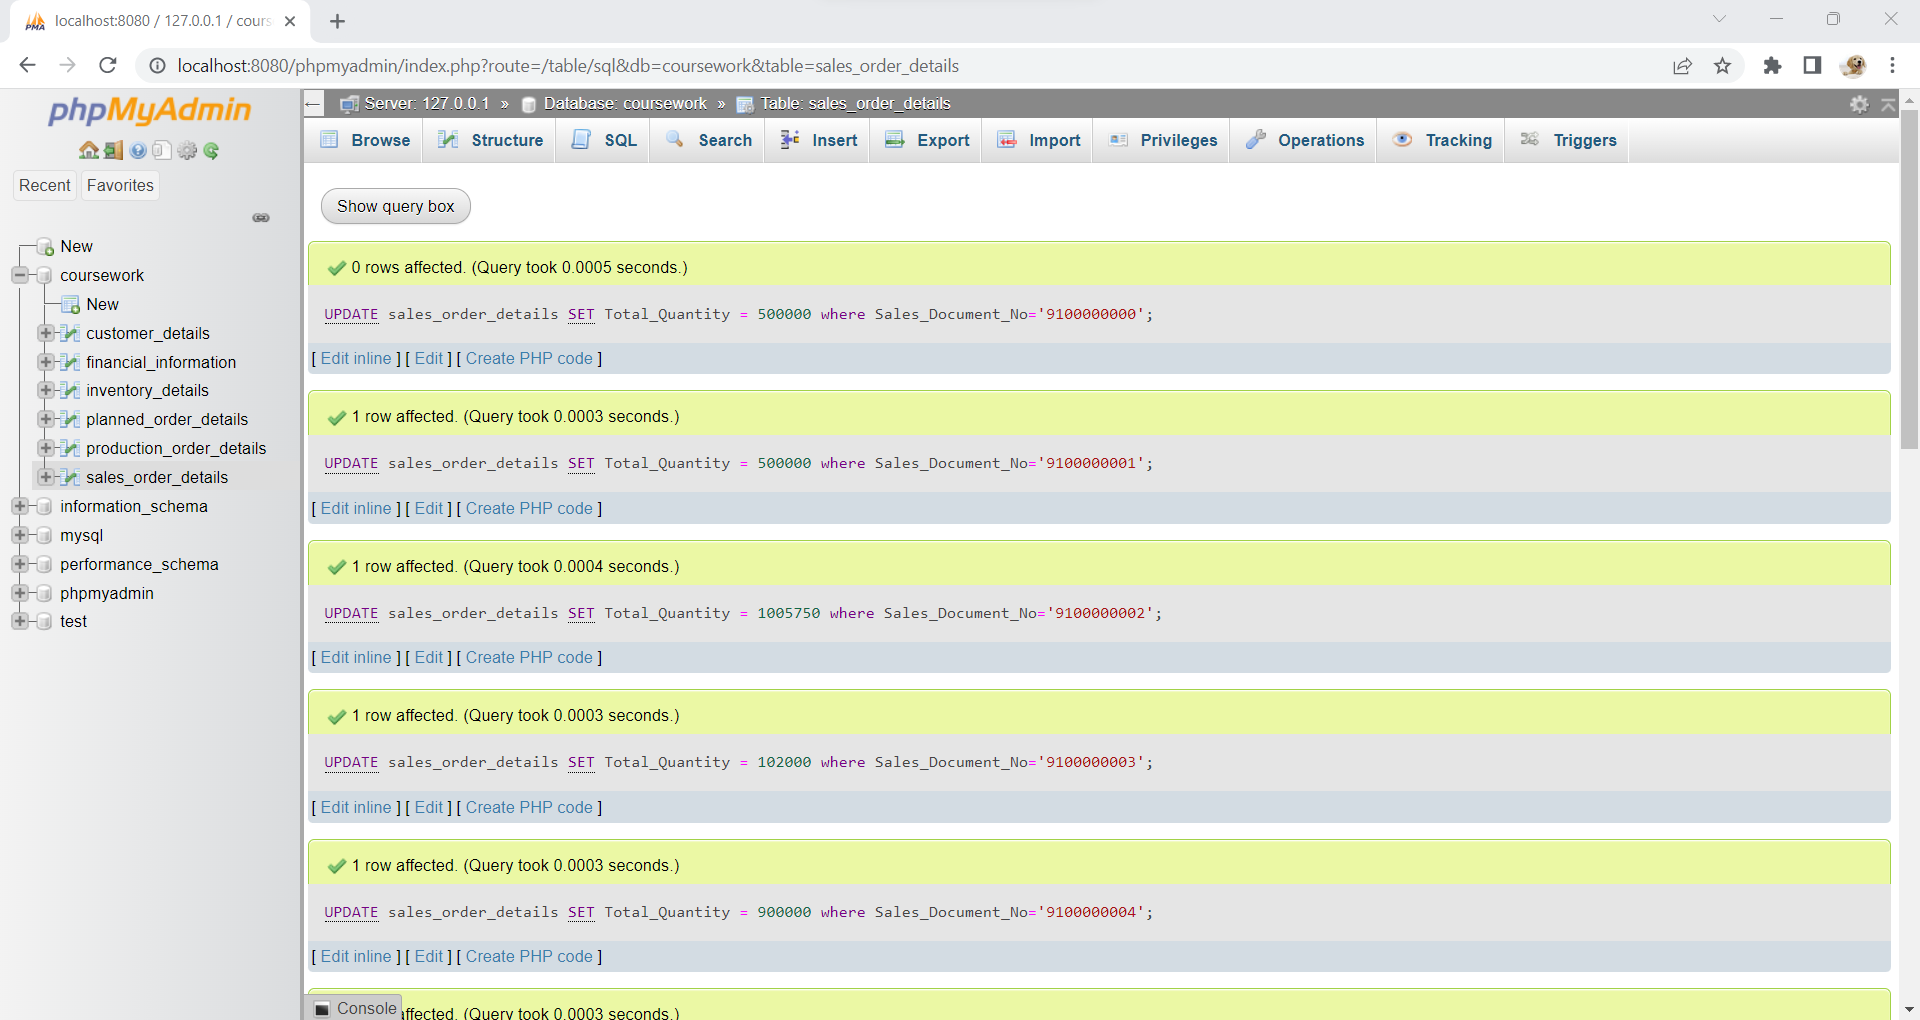 localhost:8080 / 127.0.0.1 / cours
localhost:8080/phpmyadmin/index.php?route=/table/sql&db=coursework&table=sales_order_details
phpMyAdmin
Recent Favorites
New
coursework
New
customer_details
financial_information
inventory_details
planned_order_details
production_order_details
sales_order_details
information_schema
mysql
performance_schema
phpmyadmin
test
Server: 127.0.0.1 » Database: coursework » Table: sales_order_details
Browse Structure SQL Search Insert Export Import Privileges Operations Tracking Triggers
Show query box
0 rows affected. (Query took 0.0005 seconds.)
UPDATE sales_order_details SET Total_Quantity = 500000 where Sales_Document_No='9100000000';
[ Edit inline ] [ Edit ] [ Create PHP code ]
1 row affected. (Query took 0.0003 seconds.)
UPDATE sales_order_details SET Total_Quantity = 500000 where Sales_Document_No='9100000001';
[ Edit inline ] [ Edit ] [ Create PHP code ]
1 row affected. (Query took 0.0004 seconds.)
UPDATE sales_order_details SET Total_Quantity = 1005750 where Sales_Document_No='9100000002';
[ Edit inline ] [ Edit ] [ Create PHP code ]
1 row affected. (Query took 0.0003 seconds.)
UPDATE sales_order_details SET Total_Quantity = 102000 where Sales_Document_No='9100000003';
[ Edit inline ] [ Edit ] [ Create PHP code ]
1 row affected. (Query took 0.0003 seconds.)
UPDATE sales_order_details SET Total_Quantity = 900000 where Sales_Document_No='9100000004';
[ Edit inline ] [ Edit ] [ Create PHP code ]
Console
ffected. (Query took 0.0003 seconds.)